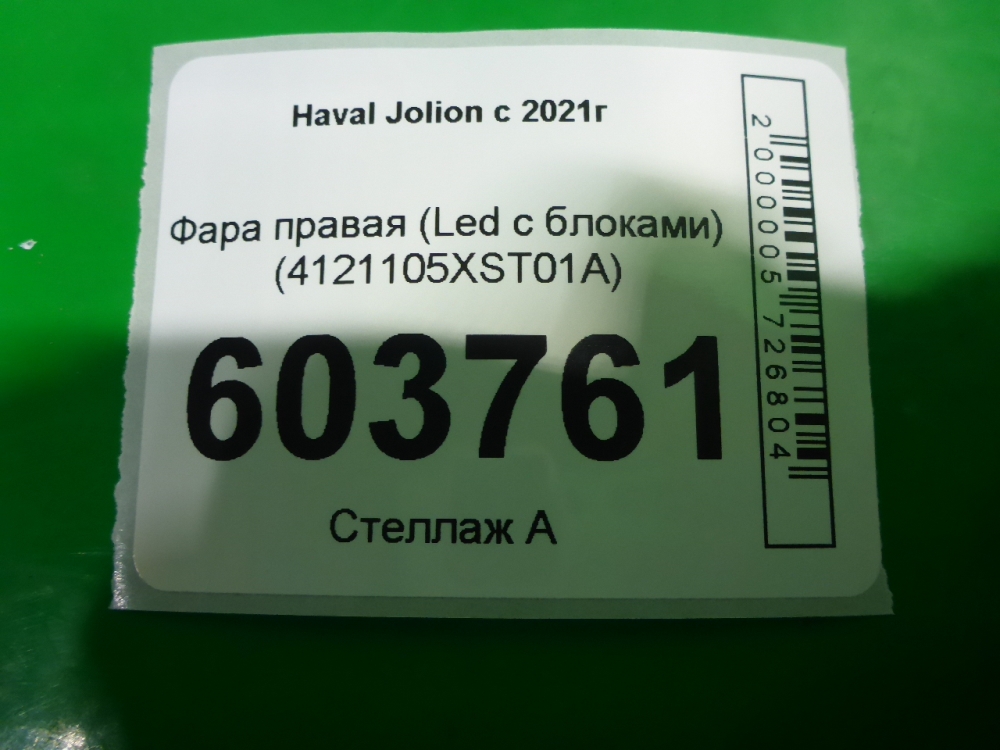 Haval Jolion с 2021г
Фара правая (Led с блоками)
(4121105XST01A)
603761
Стеллаж А
2000005726804